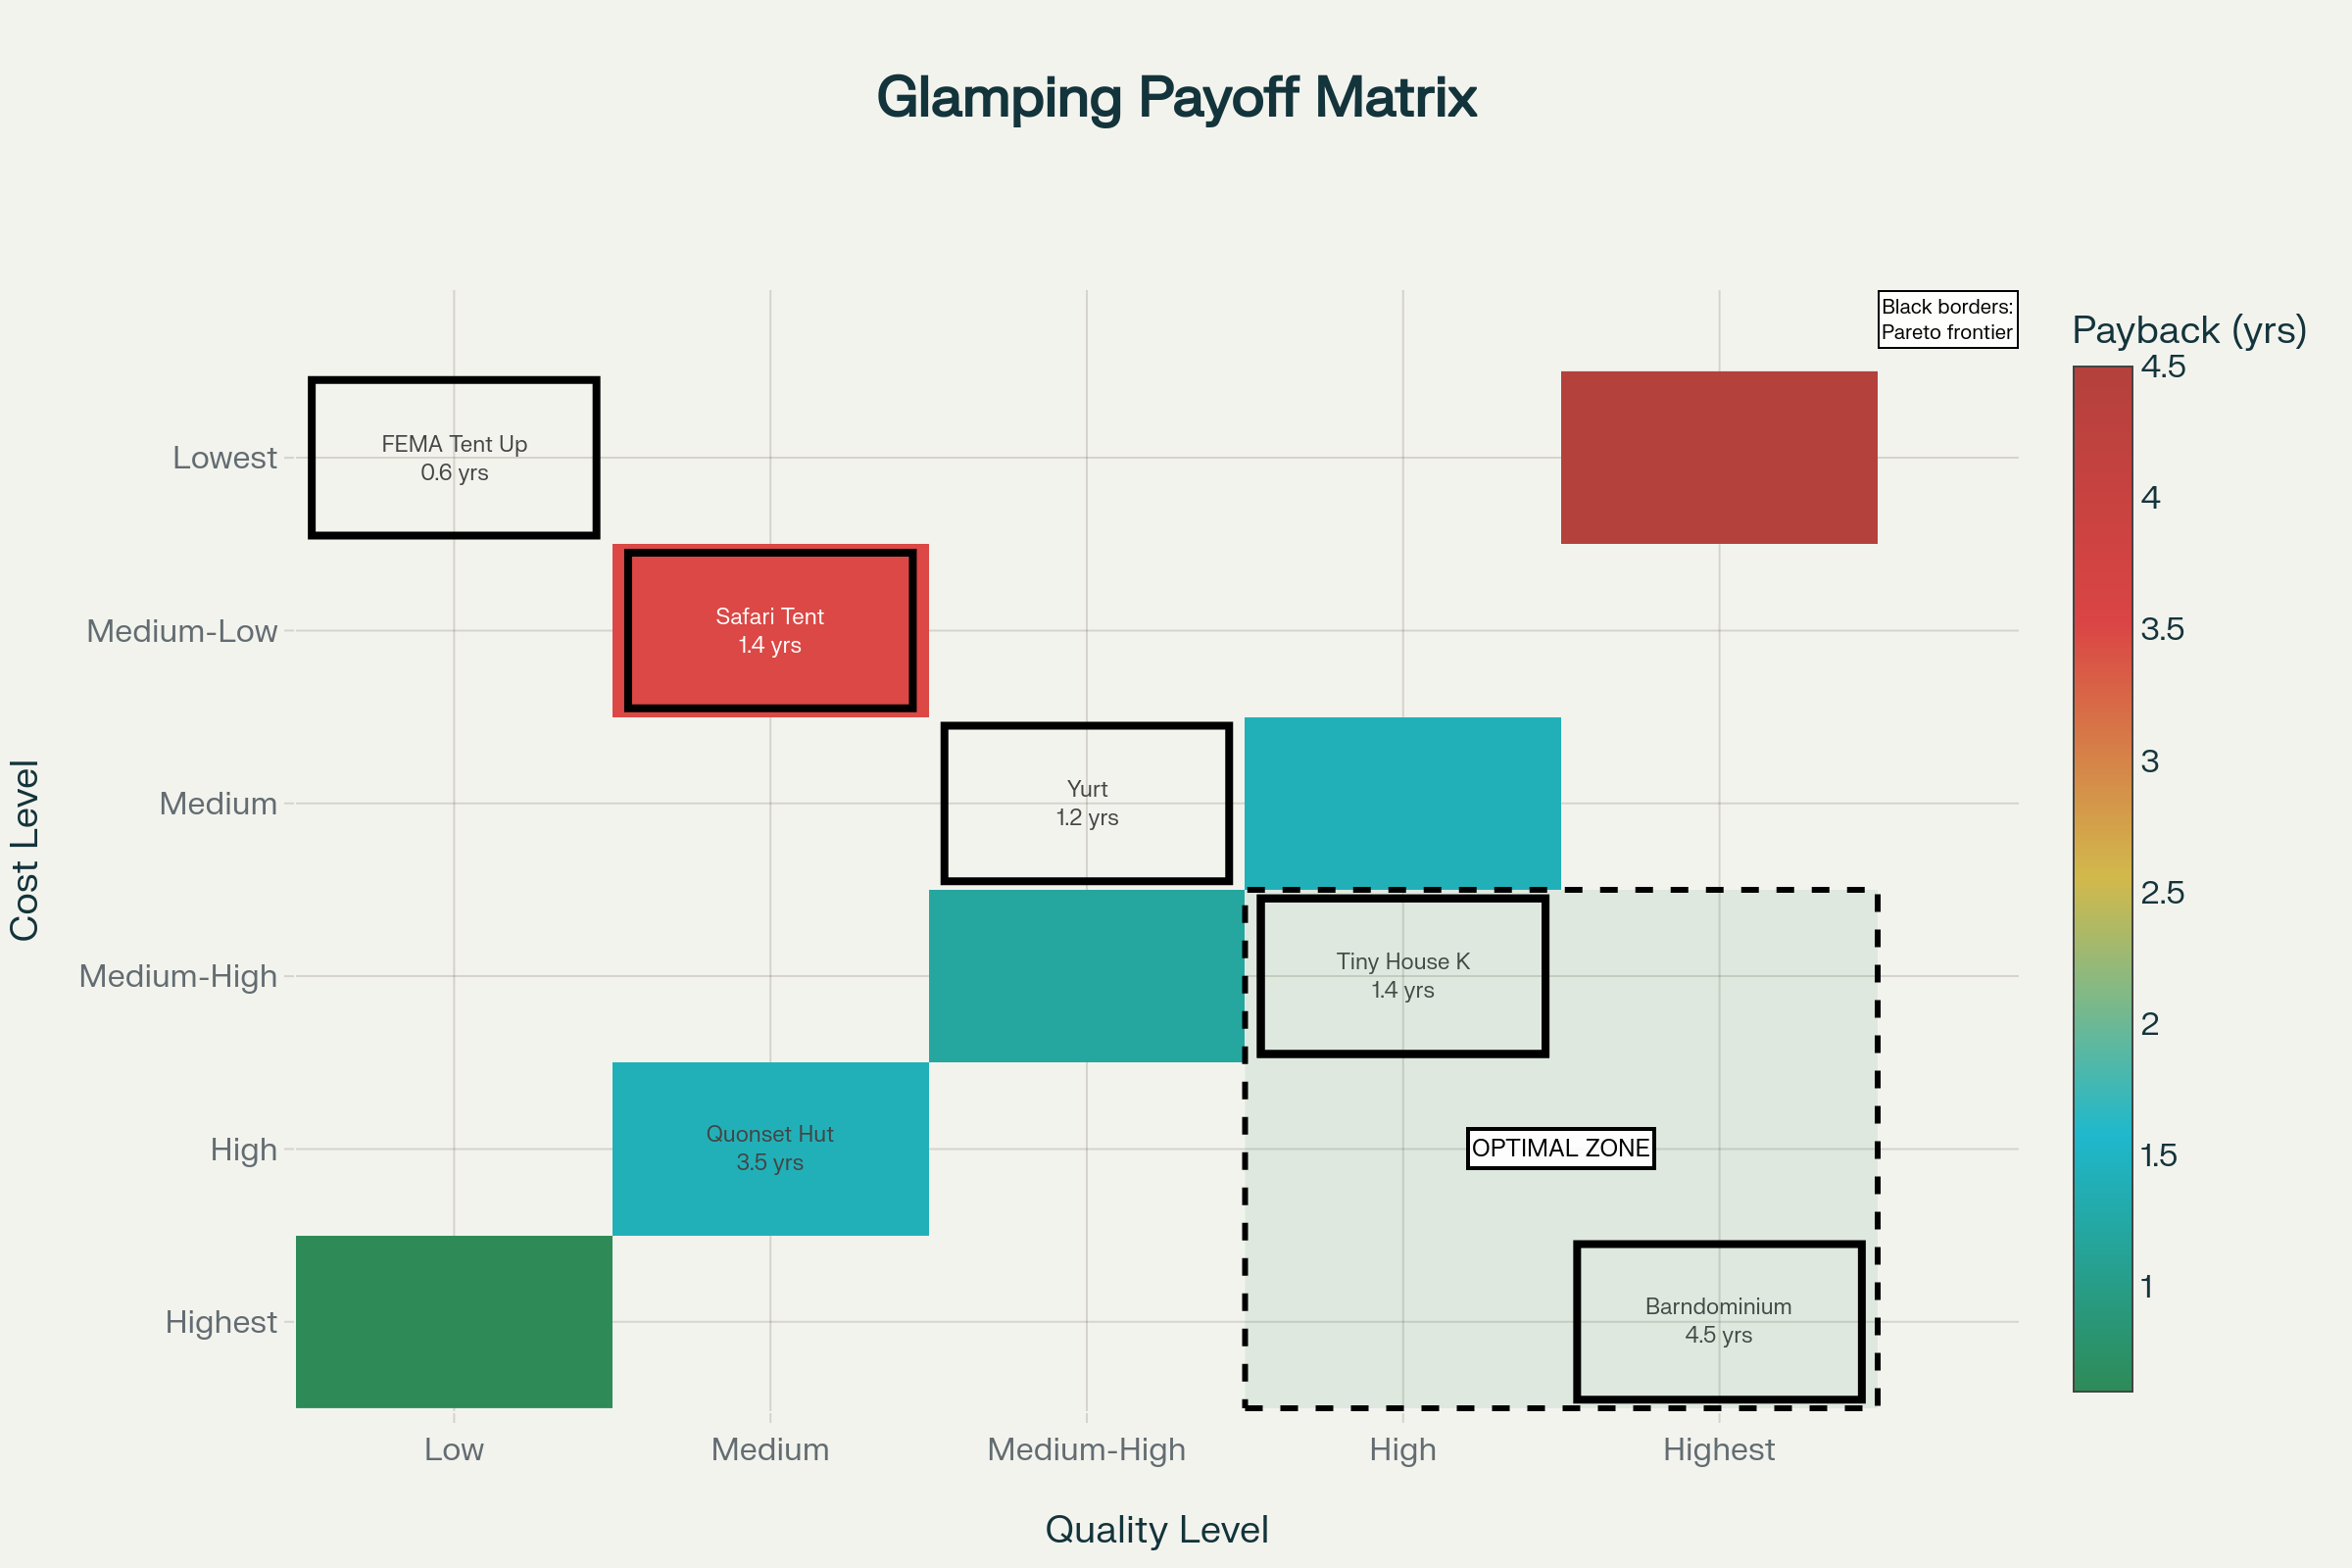 Glamping Payoff Matrix
Black borders:
Pareto frontier
Payback (yrs)
4.5
4
3.5
3
2.5
2
1.5
1
Cost Level
Lowest
Medium-Low
Medium
Medium-High
High
Highest
FEMA Tent Up
0.6 yrs
Safari Tent
1.4 yrs
Yurt
1.2 yrs
Tiny House K
1.4 yrs
Quonset Hut
3.5 yrs
OPTIMAL ZONE
Barndominium
4.5 yrs
Low
Medium
Medium-High
High
Highest
Quality Level